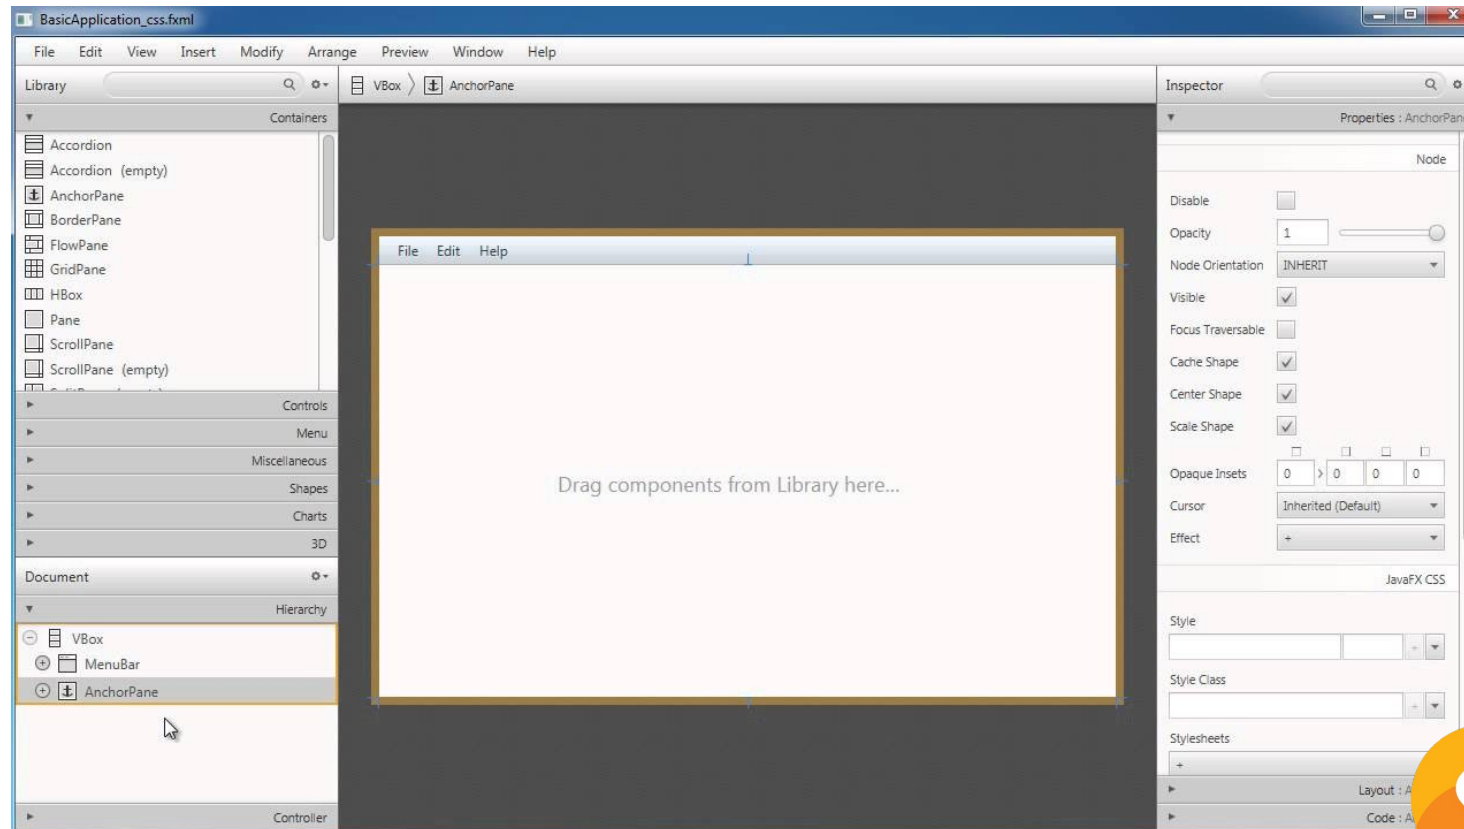 BasicApplication_css.fxml
File Edit View Insert Modify Arrange Preview Window Help
Library
VBox AnchorPane
Inspector
Containers
Properties : AnchorPan
Accordion
Accordion (empty)
AnchorPane
BorderPane
FlowPane
GridPane
HBox
Pane
ScrollPane
ScrollPane (empty)
Controls
Menu
Miscellaneous
Shapes
Charts
3D
Document
Hierarchy
VBox
MenuBar
AnchorPane
Controller
File Edit Help
Drag components from Library here...
Node
Disable
Opacity 1
Node Orientation INHERIT
Visible
Focus Traversable
Cache Shape
Center Shape
Scale Shape
Opaque Insets 0 0 0 0
Cursor Inherited (Default)
Effect +
JavaFX CSS
Style
+
Style Class
+
Stylesheets
+
Layout : A
Code : A